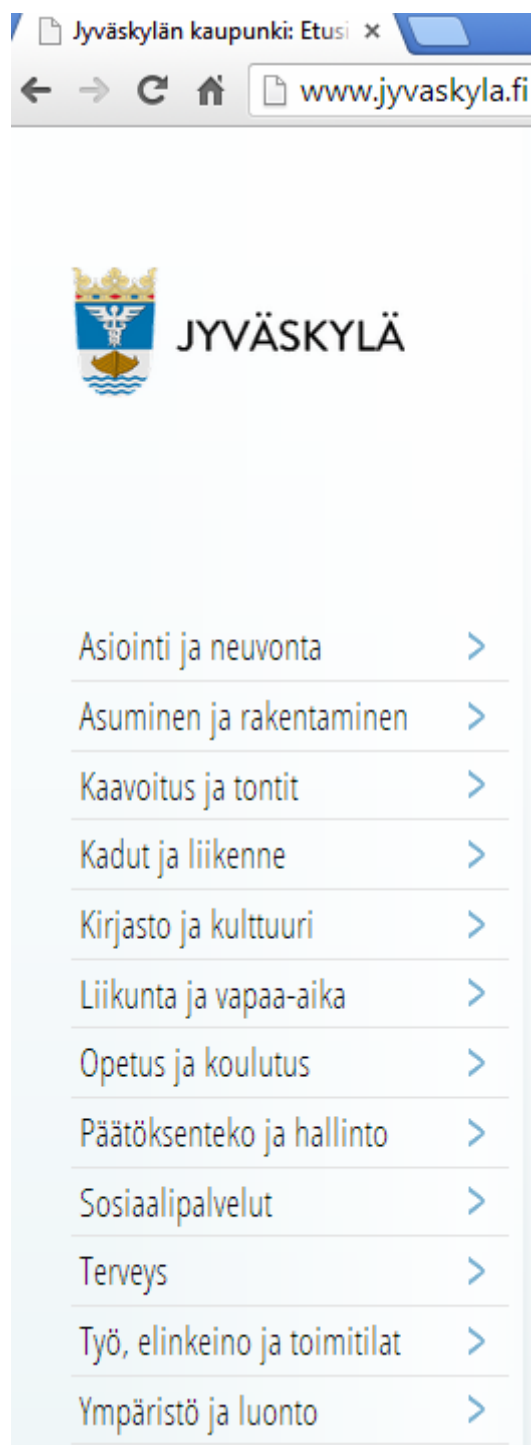 Jyväskylän kaupunki: Etusi
www.jyvaskyla.fi
JYVÄSKYLÄ
Asiointi ja neuvonta
Asuminen ja rakentaminen
Kaavoitus ja tontit
Kadut ja liikenne
Kirjasto ja kulttuuri
Liikunta ja vapaa-aika
Opetus ja koulutus
Päätöksenteko ja hallinto
Sosiaalipalvelut
Terveys
Työ, elinkeino ja toimitilat
Ympäristö ja luonto